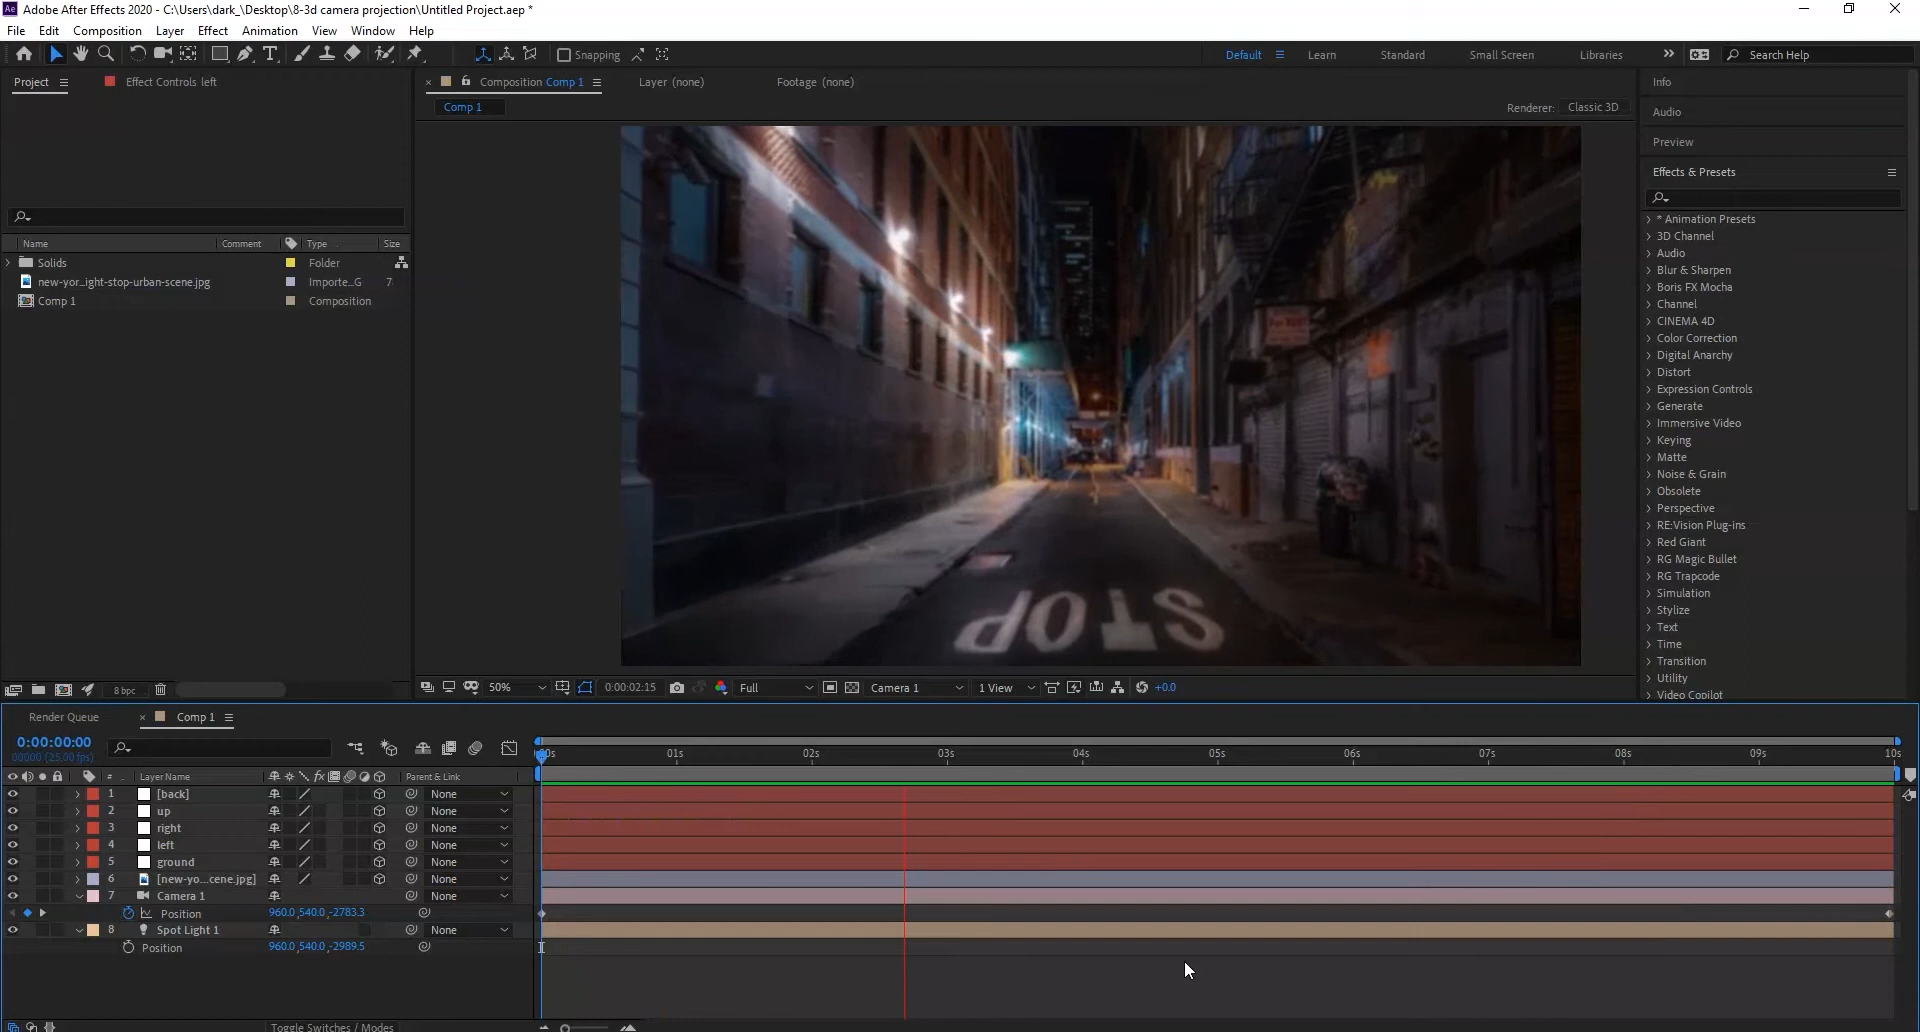 Adobe After Effects 2020 - C:\Users\dark_\Desktop\8-3d camera projection\Untitled Project.aep *
File Edit Composition Layer Effect Animation View Window Help
Snapping
Default Learn Standard Small Screen Libraries Search Help
Project Effect Controls left
Composition Comp 1 Layer (none) Footage (none)
Comp 1
Renderer: Classic 3D
Info
Audio
Preview
Effects & Presets
* Animation Presets
3D Channel
Audio
Blur & Sharpen
Boris FX Mocha
Channel
CINEMA 4D
Color Correction
Digital Anarchy
Distort
Expression Controls
Generate
Immersive Video
Keying
Matte
Noise & Grain
Obsolete
Perspective
RE:Vision Plug-ins
Red Giant
RG Magic Bullet
RG Trapcode
Simulation
Stylize
Text
Time
Transition
Utility
Video Copilot
Name Comment Type Size
Solids Folder
new-yor...ight-stop-urban-scene.jpg Importe...G 7
Comp 1 Composition
STOP
8 bpc
50% 0:00:02:15 Full Camera 1 1 View +0.0
Render Queue Comp 1
0:00:00:00
00000 (25.00 fps)
00s 01s 02s 03s 04s 05s 06s 07s 08s 09s 10s
# Layer Name fx Parent & Link
1 [back] None
2 up None
3 right None
4 left None
5 ground None
6 [new-yo...cene.jpg] None
7 Camera 1 None
Position 960.0,540.0,-2783.3
8 Spot Light 1 None
Position 960.0,540.0,-2989.5
Toggle Switches / Modes